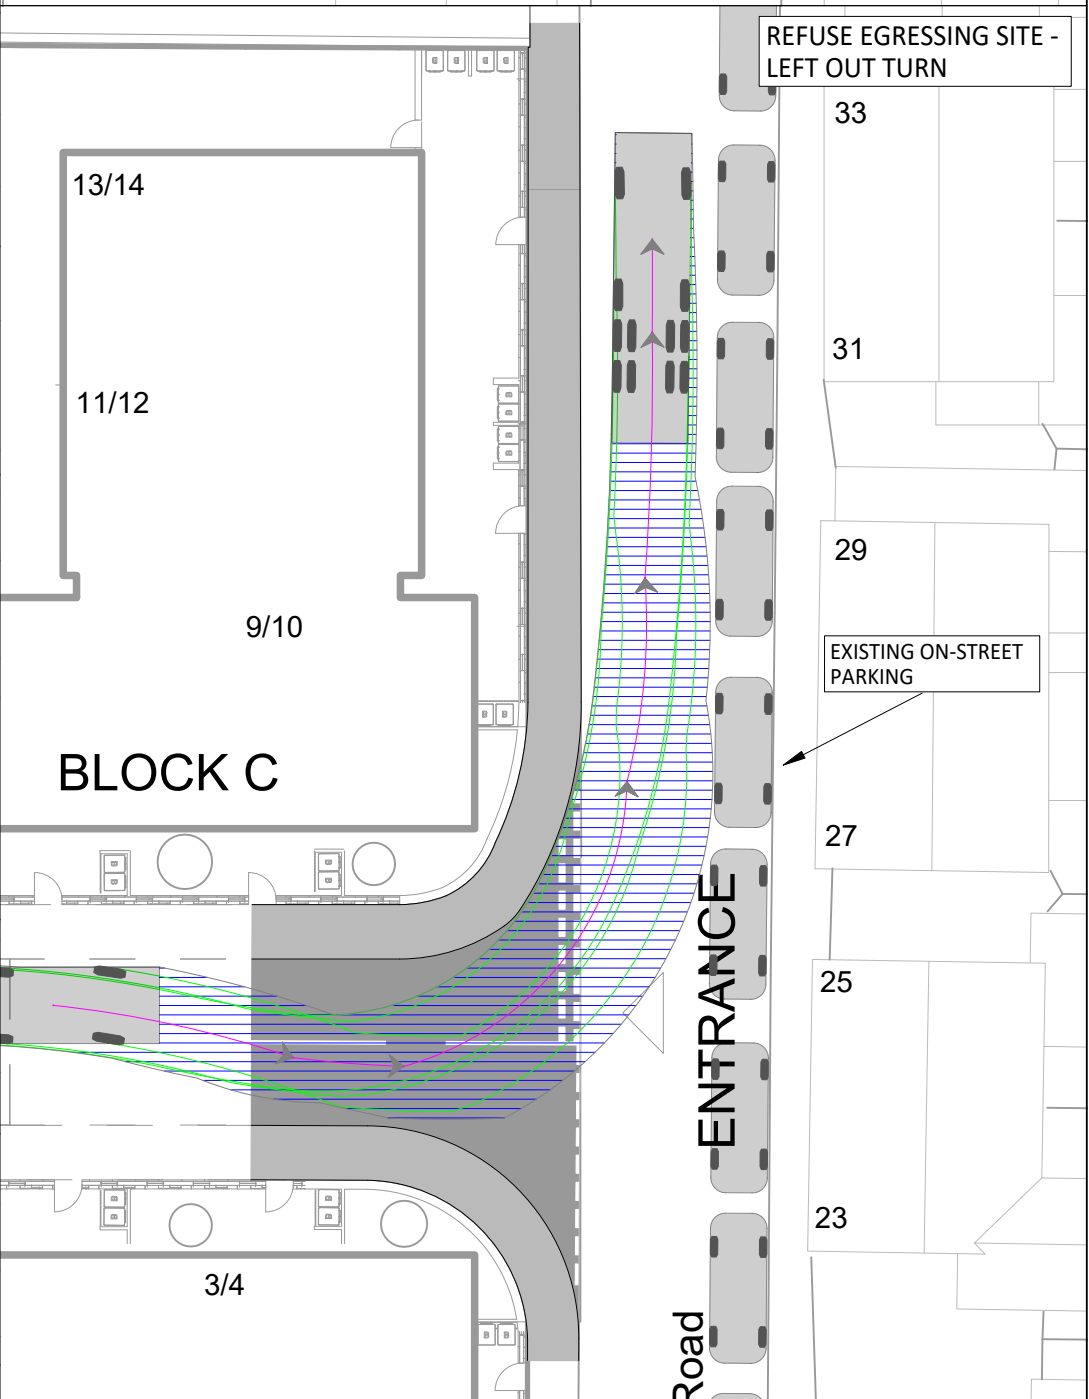 REFUSE EGRESSING SITE -
LEFT OUT TURN
33
13/14
31
11/12
29
9/10
EXISTING ON-STREET
PARKING
BLOCK C
27
ENTRANCE
25
23
3/4
Road